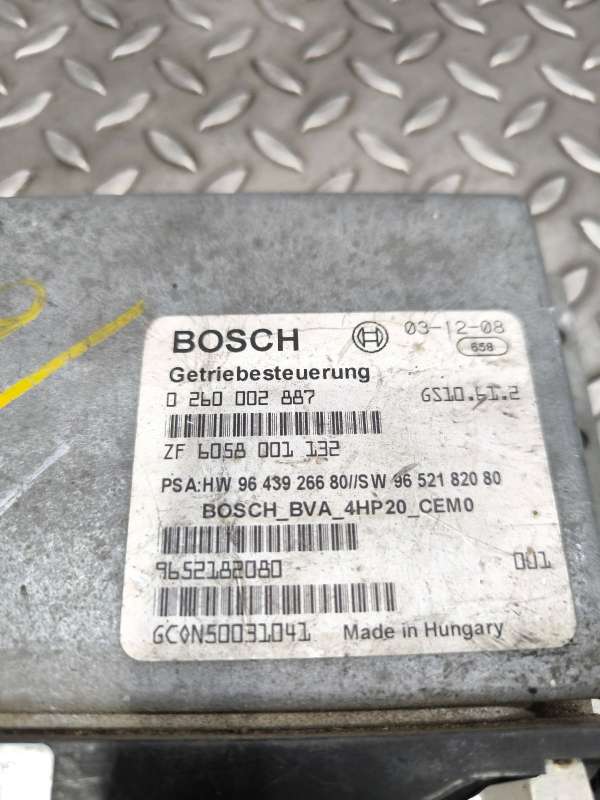 BOSCH 03-12-08
658
Getriebesteuerung
0 260 002 887 GS10.61.2
ZF 6058 001 132
PSA:HW 96 439 266 80//SW 96 521 820 80
BOSCH_BVA_4HP20_CEM0
9652182080 001
GC0N50031041 Made in Hungary